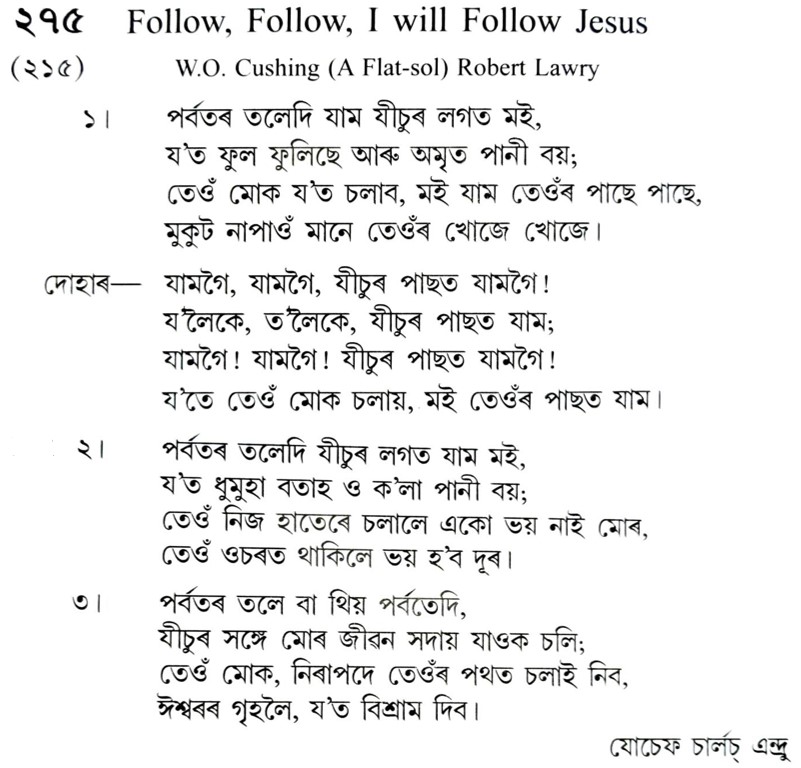 ২৭৫ Follow, Follow, I will Follow Jesus
(২১৫) W.O. Cushing (A Flat-sol) Robert Lawry
১। পৰ্বতৰ তলেদি যাম যীচুৰ লগত মই,
য'ত ফুল ফুলিছে আৰু অমৃত পানী বয়;
তেওঁ মোক য'ত চলাব, মই যাম তেওঁৰ পাছে পাছে,
মুকুট নাপাওঁ মানে তেওঁৰ খোজে খোজে।
দোহাৰ— যামগৈ, যামগৈ, যীচুৰ পাছত যামগৈ!
য'লৈকে, ত'লৈকে, যীচুৰ পাছত যাম;
যামগৈ! যামগৈ! যীচুৰ পাছত যামগৈ!
য'তে তেওঁ মোক চলায়, মই তেওঁৰ পাছত যাম।
২। পৰ্বতৰ তলেদি যীচুৰ লগত যাম মই,
য'ত ধুমুহা বতাহ ও ক'লা পানী বয়;
তেওঁ নিজ হাতেৰে চলালে একো ভয় নাই মোৰ,
তেওঁ ওচৰত থাকিলে ভয় হ'ব দূৰ।
৩। পৰ্বতৰ তলে বা থিয় পৰ্বতেদি,
যীচুৰ সঙ্গে মোৰ জীৱন সদায় যাওক চলি;
তেওঁ মোক, নিৰাপদে তেওঁৰ পথত চলাই নিব,
ঈশ্বৰৰ গৃহলৈ, য'ত বিশ্ৰাম দিব।
যোচেফ চাৰ্লচ্ এন্দ্ৰু